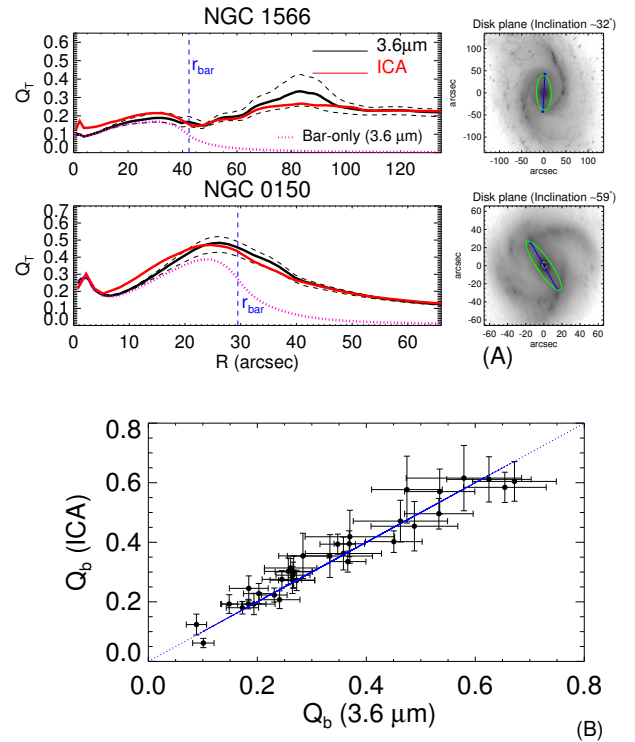 NGC 1566
0.6
0.5
0.4
0.3
0.2
0.1
0.0
Q_T
r_bar
3.6μm
ICA
Bar-only (3.6 μm)
0 20 40 60 80 100 120
Disk plane (Inclination ~32°)
100
50
0
-50
-100
arcsec
-100 -50 0 50 100
arcsec
NGC 0150
0.7
0.6
0.5
0.4
0.3
0.2
0.1
0.0
Q_T
r_bar
0 10 20 30 40 50 60
R (arcsec)
Disk plane (Inclination ~59°)
60
40
20
0
-20
-40
-60
arcsec
-60 -40 -20 0 20 40 60
arcsec
(A)
0.8
0.6
0.4
0.2
0.0
Q_b (ICA)
0.0 0.2 0.4 0.6 0.8
Q_b (3.6 μm)
(B)